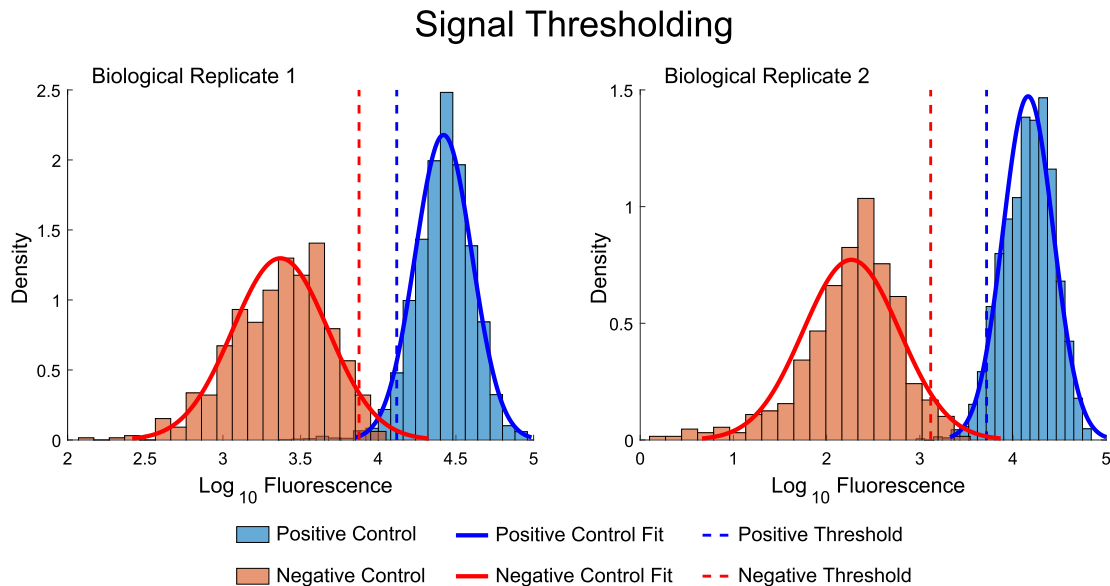 Signal Thresholding
Biological Replicate 1
2.5
2
1.5
1
0.5
0
Density
2 2.5 3 3.5 4 4.5 5
Log 10 Fluorescence
Biological Replicate 2
1.5
1
0.5
0
Density
0 1 2 3 4 5
Log 10 Fluorescence
Positive Control Positive Control Fit Positive Threshold
Negative Control Negative Control Fit Negative Threshold